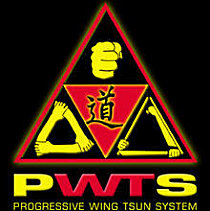 道
PWTS
PROGRESSIVE WING TSUN SYSTEM